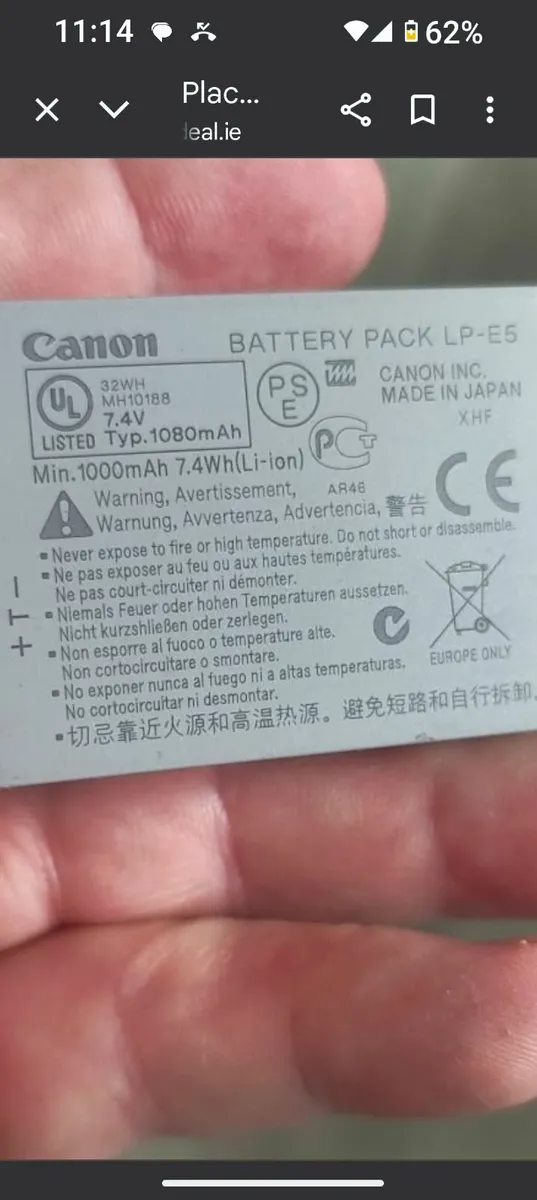 11:14
62%
Plac...
deal.ie
Canon
BATTERY PACK LP-E5
UL
LISTED
32WH
MH10188
7.4V
Typ.1080mAh
PS
E
CANON INC.
MADE IN JAPAN
XHF
Min.1000mAh 7.4Wh(Li-ion)
PCT
AR46
CE
Warning, Avertissement,
Warnung, Avvertenza, Advertencia, 警告
▪Never expose to fire or high temperature. Do not short or disassemble.
▪Ne pas exposer au feu ou aux hautes températures.
Ne pas court-circuiter ni démonter.
▪Niemals Feuer oder hohen Temperaturen aussetzen.
Nicht kurzshließen oder zerlegen.
▪Non esporre al fuoco o temperature alte.
Non cortocircuitare o smontare.
▪No exponer nunca al fuego ni a altas temperaturas.
No cortocircuitar ni desmontar.
▪切忌靠近火源和高温热源。避免短路和自行拆卸.
EUROPE ONLY
− T +